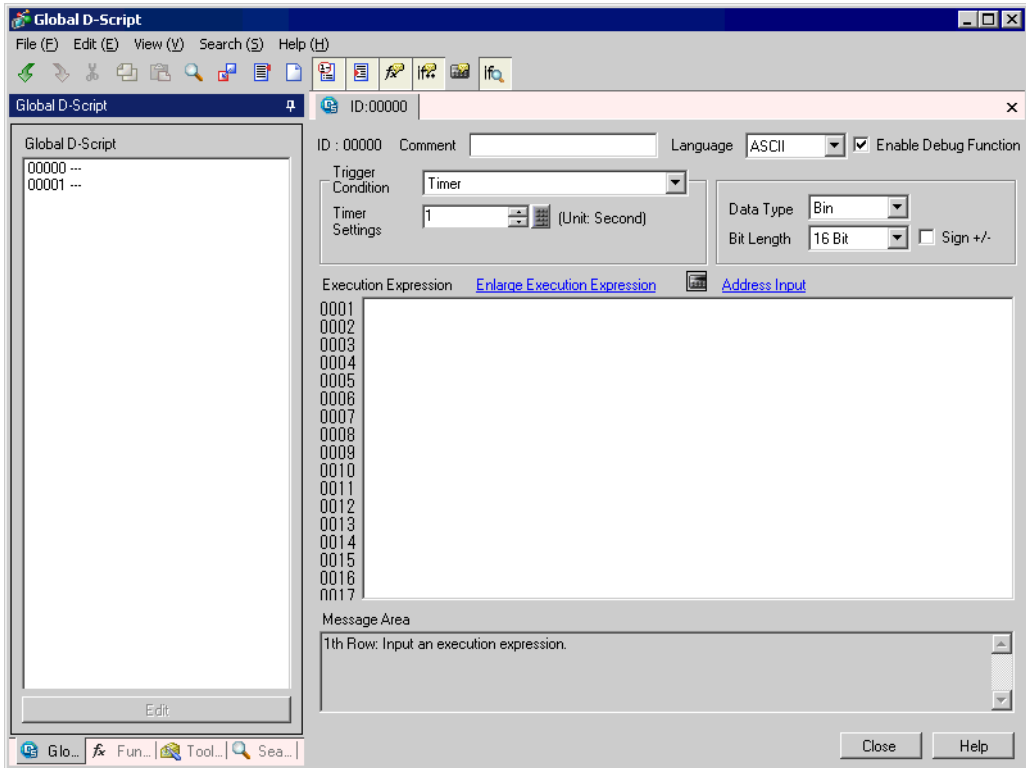 Global D-Script
File (F) Edit (E) View (V) Search (S) Help (H)
Global D-Script
Global D-Script
00000 ---
00001 ---
Edit
Glo... Fun... Tool... Sea...
ID:00000
ID : 00000 Comment Language ASCII Enable Debug Function
Trigger Condition Timer
Timer Settings 1 (Unit: Second)
Data Type Bin
Bit Length 16 Bit Sign +/-
Execution Expression Enlarge Execution Expression Address Input
0001
0002
0003
0004
0005
0006
0007
0008
0009
0010
0011
0012
0013
0014
0015
0016
0017
Message Area
1th Row: Input an execution expression.
Close Help